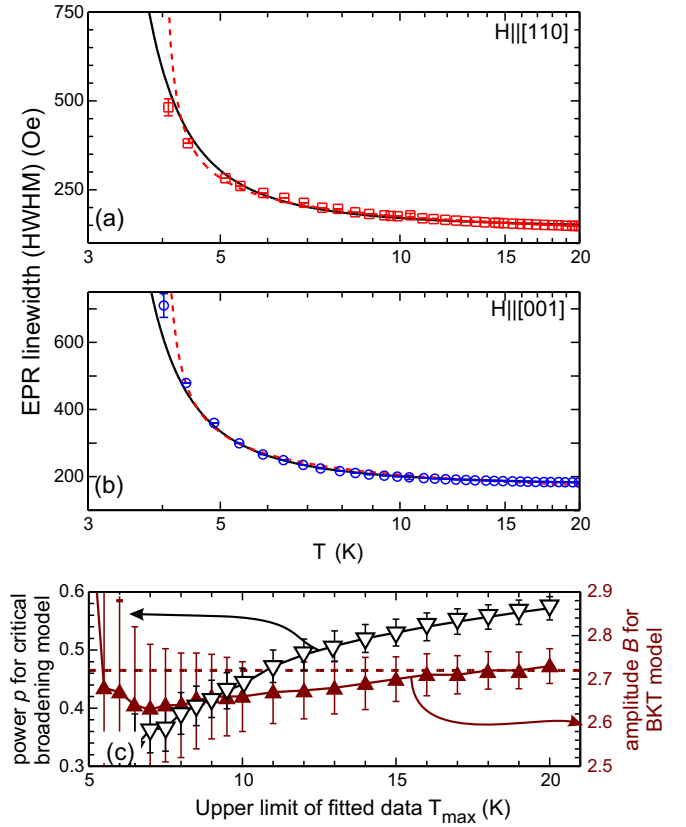 EPR linewidth (HWHM) (Oe)
750
500
250
H||[110]
(a)
3
5
10
15
20
600
400
200
H||[001]
(b)
3
5
10
15
20
T (K)
power p for critical
broadening model
0.6
0.5
0.4
0.3
(c)
2.9
2.8
2.7
2.6
2.5
amplitude B for
BKT model
5
10
15
20
Upper limit of fitted data Tmax (K)